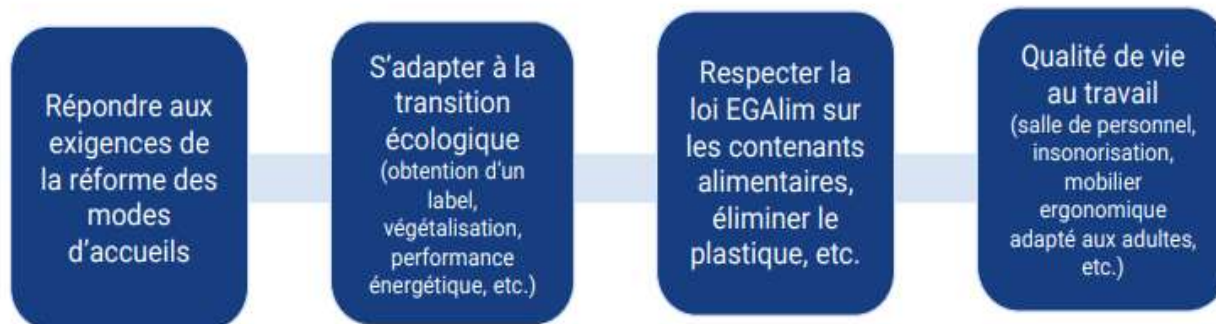 Répondre aux
exigences de
la réforme des
modes
d'accueils
S'adapter à la
transition
écologique
(obtention d'un
label,
végétalisation,
performance
énergétique, etc.)
Respecter la
loi EGAlim sur
les contenants
alimentaires,
éliminer le
plastique, etc.
Qualité de vie
au travail
(salle de personnel,
insonorisation,
mobilier
ergonomique
adapté aux adultes,
etc.)